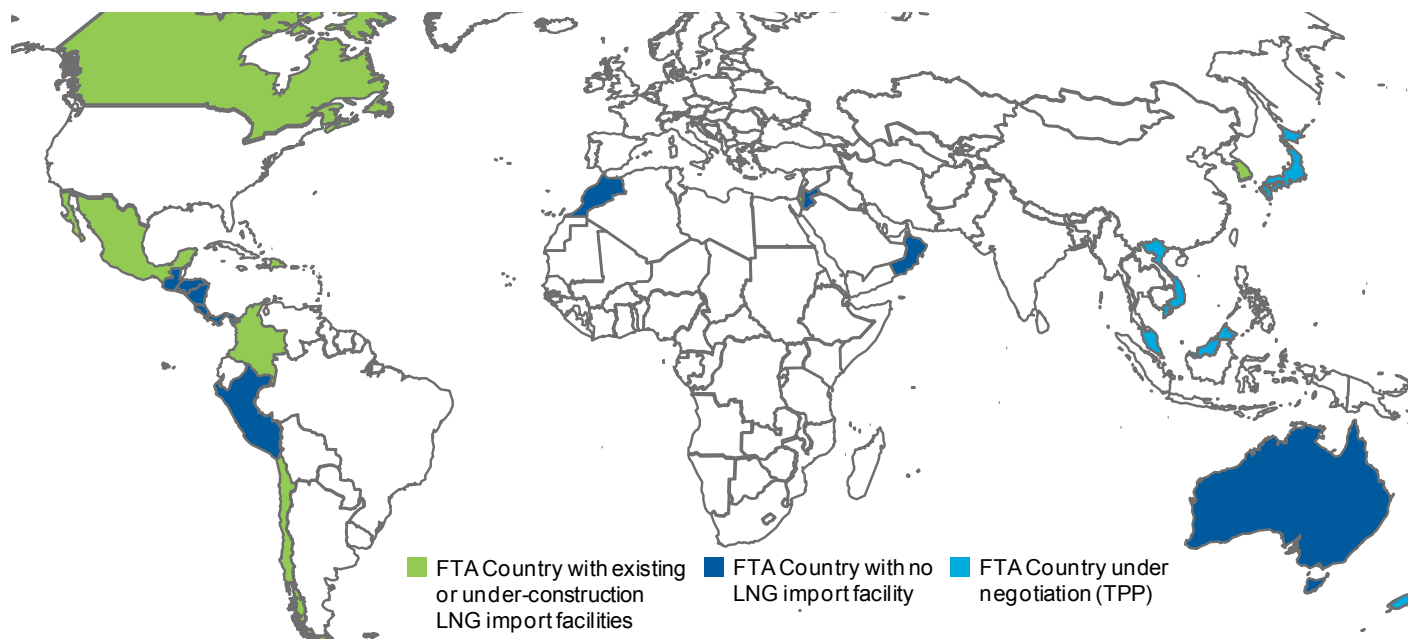 FTA Country with existing
or under-construction
LNG import facilities
FTA Country with no
LNG import facility
FTA Country under
negotiation (TPP)